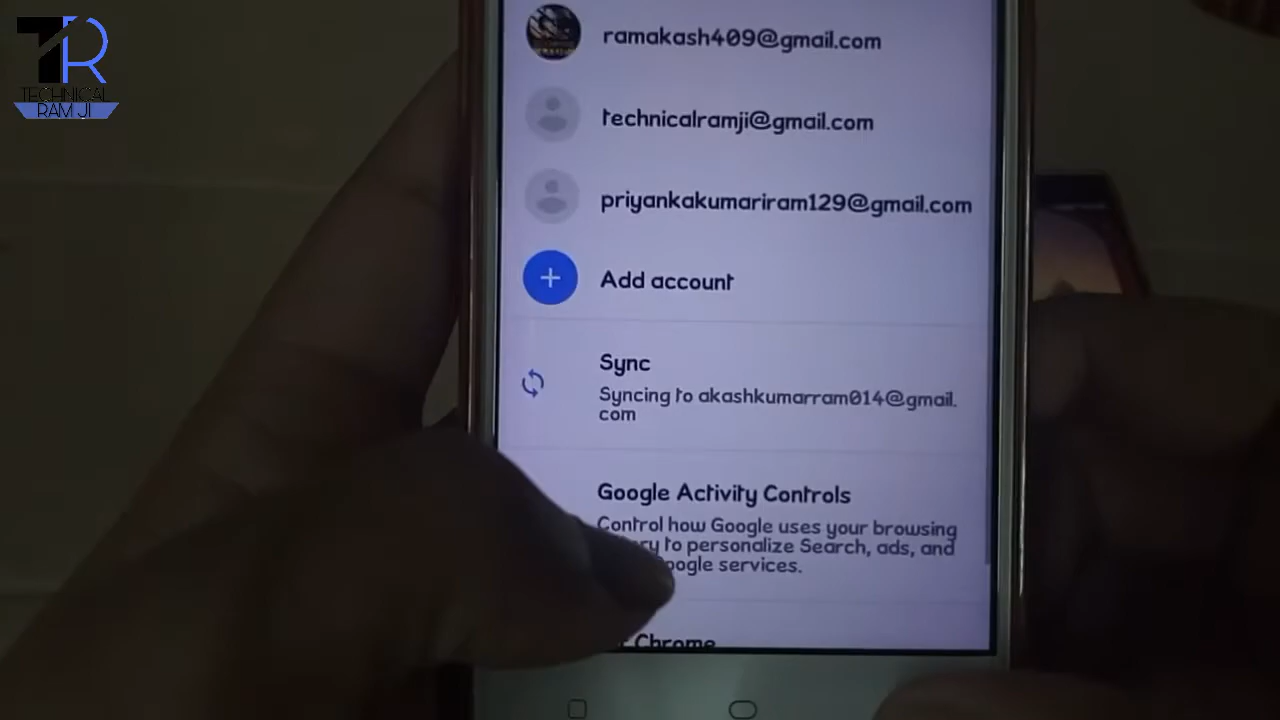 TR
TECHNICAL
RAM JI
ramakash409@gmail.com
technicalramji@gmail.com
priyankakumariram129@gmail.com
Add account
Sync
Syncing to akashkumarram014@gmail.
com
Google Activity Controls
Control how Google uses your browsing
to personalize Search, ads, and
services.
Chrome